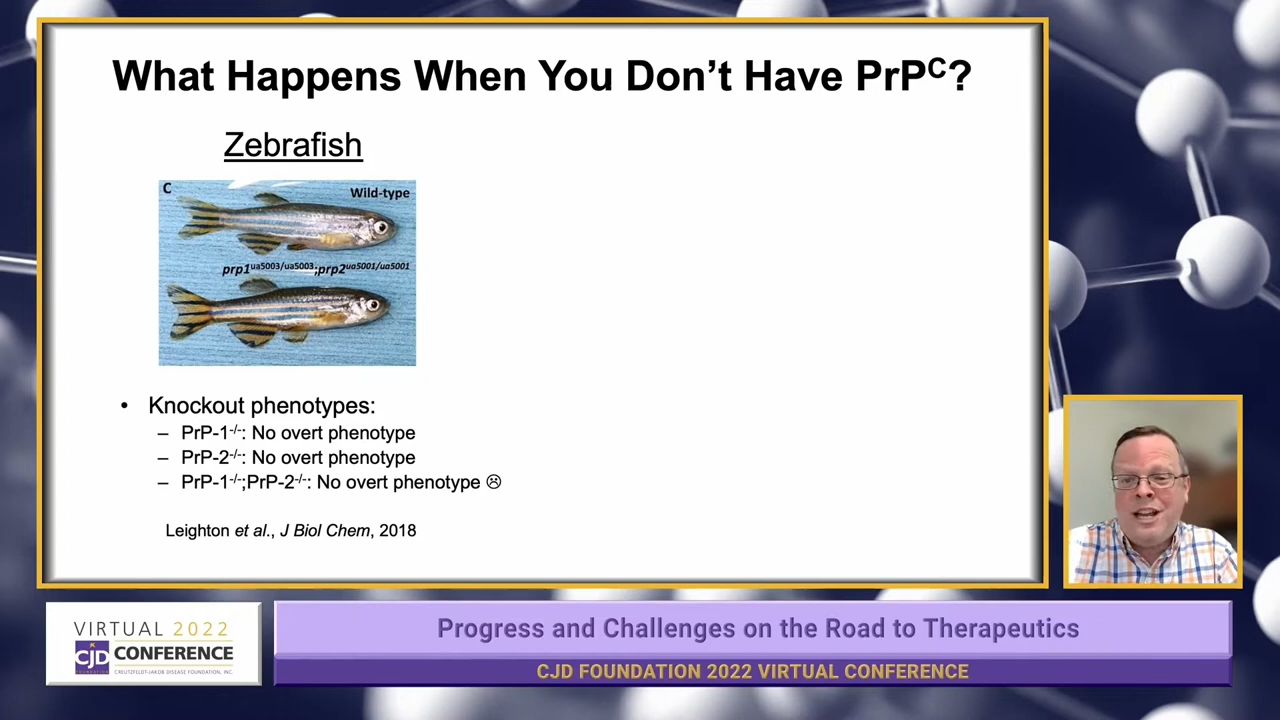 What Happens When You Don't Have PrPᶜ?
Zebrafish
C
Wild-type
prp1ua5003/ua5003;prp2ua5001/ua5001
• Knockout phenotypes:
– PrP-1-/-: No overt phenotype
– PrP-2-/-: No overt phenotype
– PrP-1-/-;PrP-2-/-: No overt phenotype ☹
Leighton et al., J Biol Chem, 2018
VIRTUAL 2022
CJD CONFERENCE
FOUNDATION
CREUTZFELDT-JAKOB DISEASE FOUNDATION, INC.
Progress and Challenges on the Road to Therapeutics
CJD FOUNDATION 2022 VIRTUAL CONFERENCE